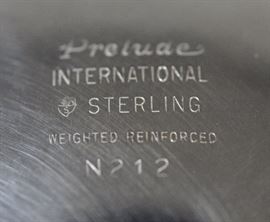 Prelude
INTERNATIONAL
STERLING
WEIGHTED REINFORCED
N212